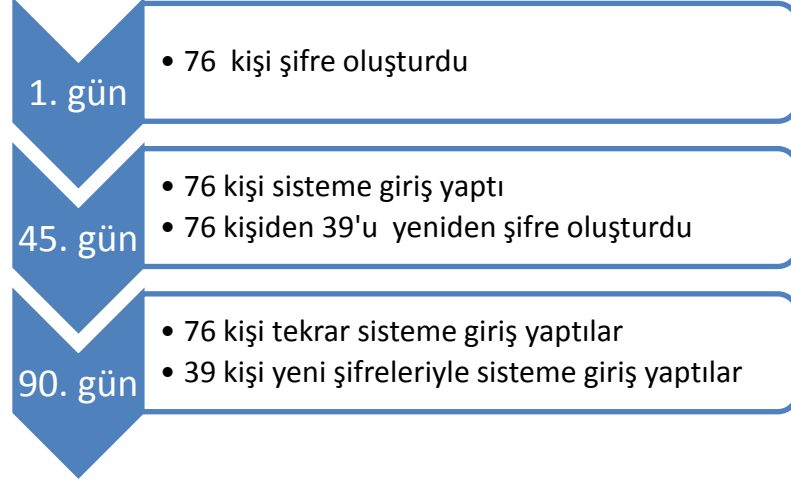 1. gün
• 76 kişi şifre oluşturdu
45. gün
• 76 kişi sisteme giriş yaptı
• 76 kişiden 39'u yeniden şifre oluşturdu
90. gün
• 76 kişi tekrar sisteme giriş yaptılar
• 39 kişi yeni şifreleriyle sisteme giriş yaptılar